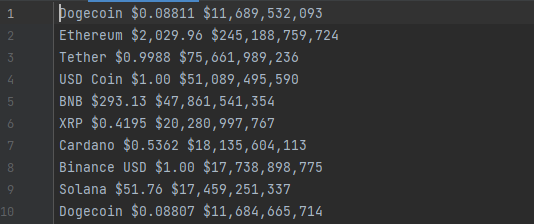 1 Dogecoin $0.08811 $11,689,532,093
2 Ethereum $2,029.96 $245,188,759,724
3 Tether $0.9988 $75,661,989,236
4 USD Coin $1.00 $51,089,495,590
5 BNB $293.13 $47,861,541,354
6 XRP $0.4195 $20,280,997,767
7 Cardano $0.5362 $18,135,604,113
8 Binance USD $1.00 $17,738,898,775
9 Solana $51.76 $17,459,251,337
10 Dogecoin $0.08807 $11,684,665,714